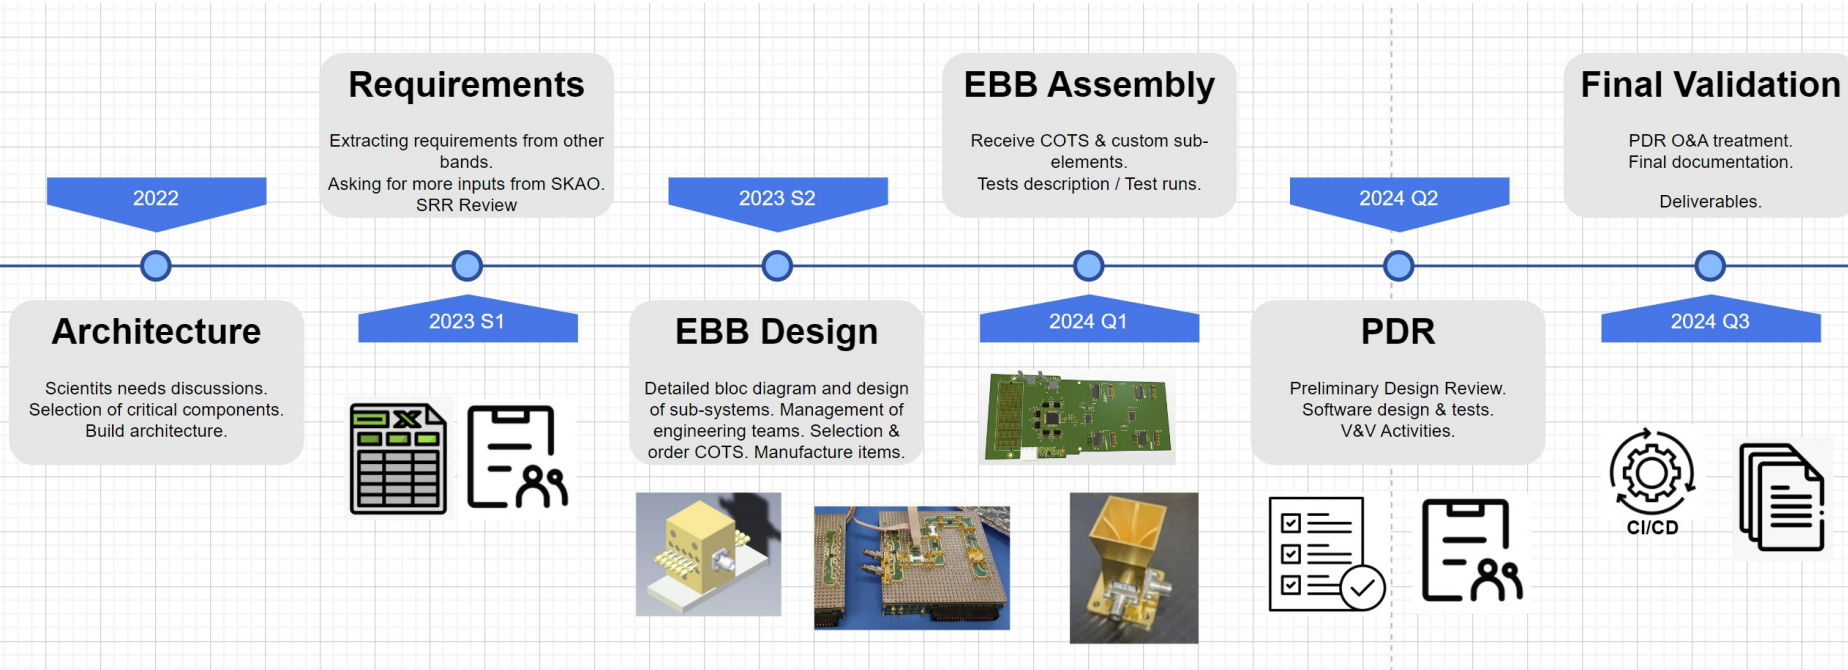 2022
Architecture
Scientits needs discussions.
Selection of critical components.
Build architecture.
Requirements
Extracting requirements from other
bands.
Asking for more inputs from SKAO.
SRR Review
2023 S1
2023 S2
EBB Design
Detailed bloc diagram and design
of sub-systems. Management of
engineering teams. Selection &
order COTS. Manufacture items.
EBB Assembly
Receive COTS & custom sub-
elements.
Tests description / Test runs.
2024 Q1
2024 Q2
PDR
Preliminary Design Review.
Software design & tests.
V&V Activities.
Final Validation
PDR O&A treatment.
Final documentation.
Deliverables.
2024 Q3
X
CI/CD